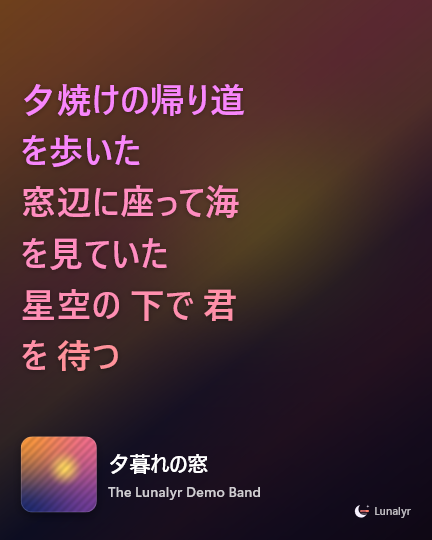 夕焼けの帰り道
を歩いた
窓辺に座って海
を見ていた
星空の 下で 君
を 待つ
夕暮れの窓
The Lunalyr Demo Band
Lunalyr